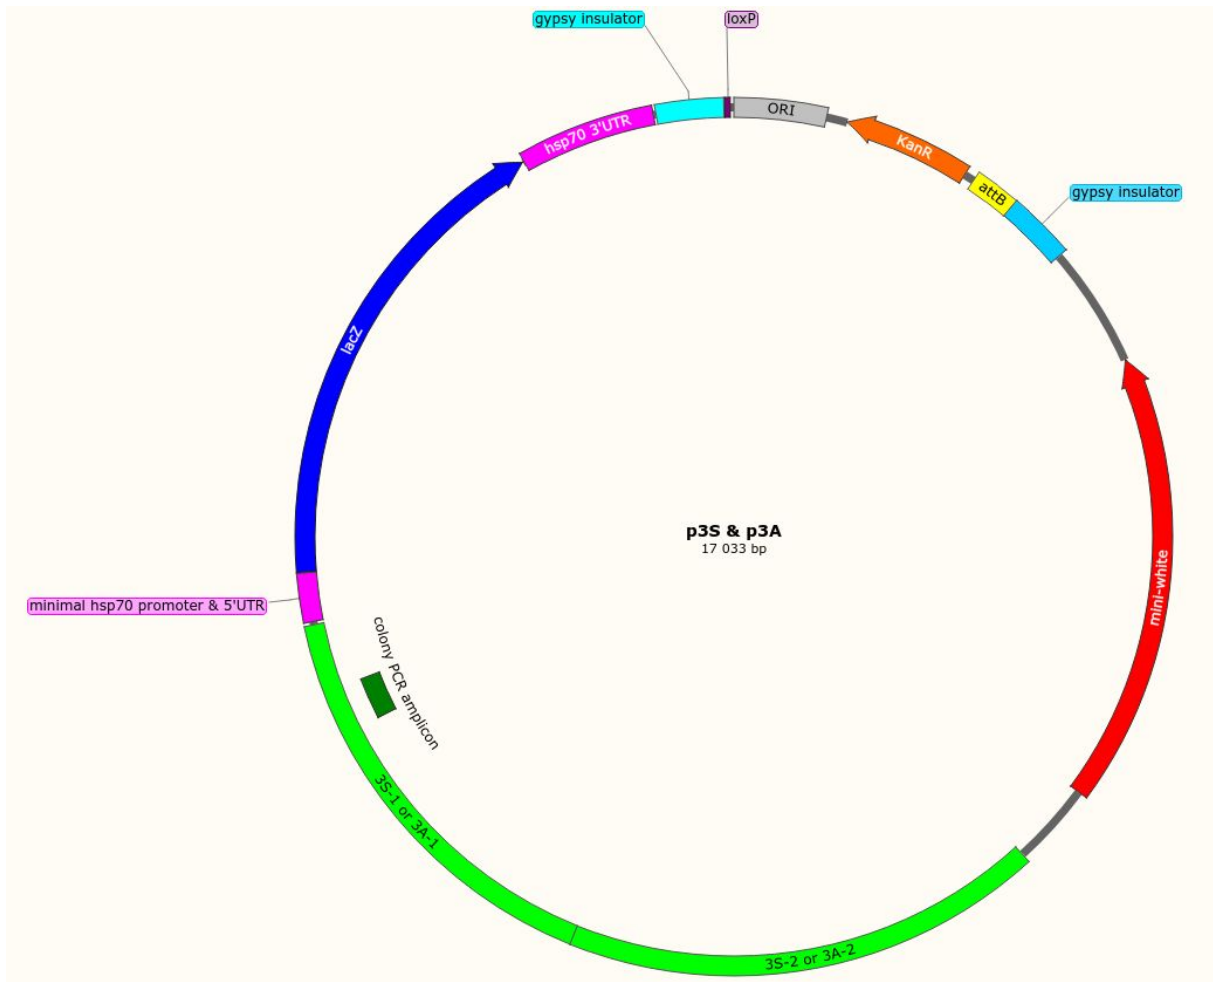 gypsy insulator
loxP
ORI
hsp70 3'UTR
KanR
attB
gypsy insulator
lacZ
p3S & p3A
17 033 bp
mini-white
minimal hsp70 promoter & 5'UTR
colony PCR amplicon
3S-1 or 3A-1
3S-2 or 3A-2